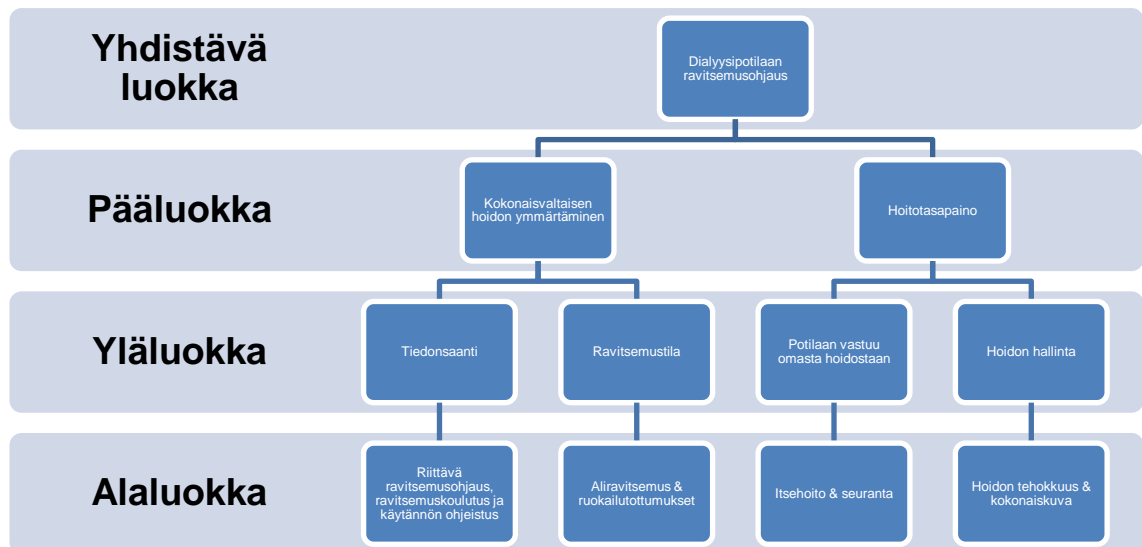 Yhdistävä
luokka
Dialyysipotilaan
ravitsemusohjaus
Pääluokka
Kokonaisvaltaisen
hoidon ymmärtäminen
Hoitotasapaino
Yläluokka
Tiedonsaanti
Ravitsemustila
Potilaan vastuu
omasta hoidostaan
Hoidon hallinta
Alaluokka
Riittävä
ravitsemusohjaus,
ravitsemuskoulutus ja
käytännön ohjeistus
Aliravitsemus &
ruokailutottumukset
Itsehoito & seuranta
Hoidon tehokkuus &
kokonaiskuva